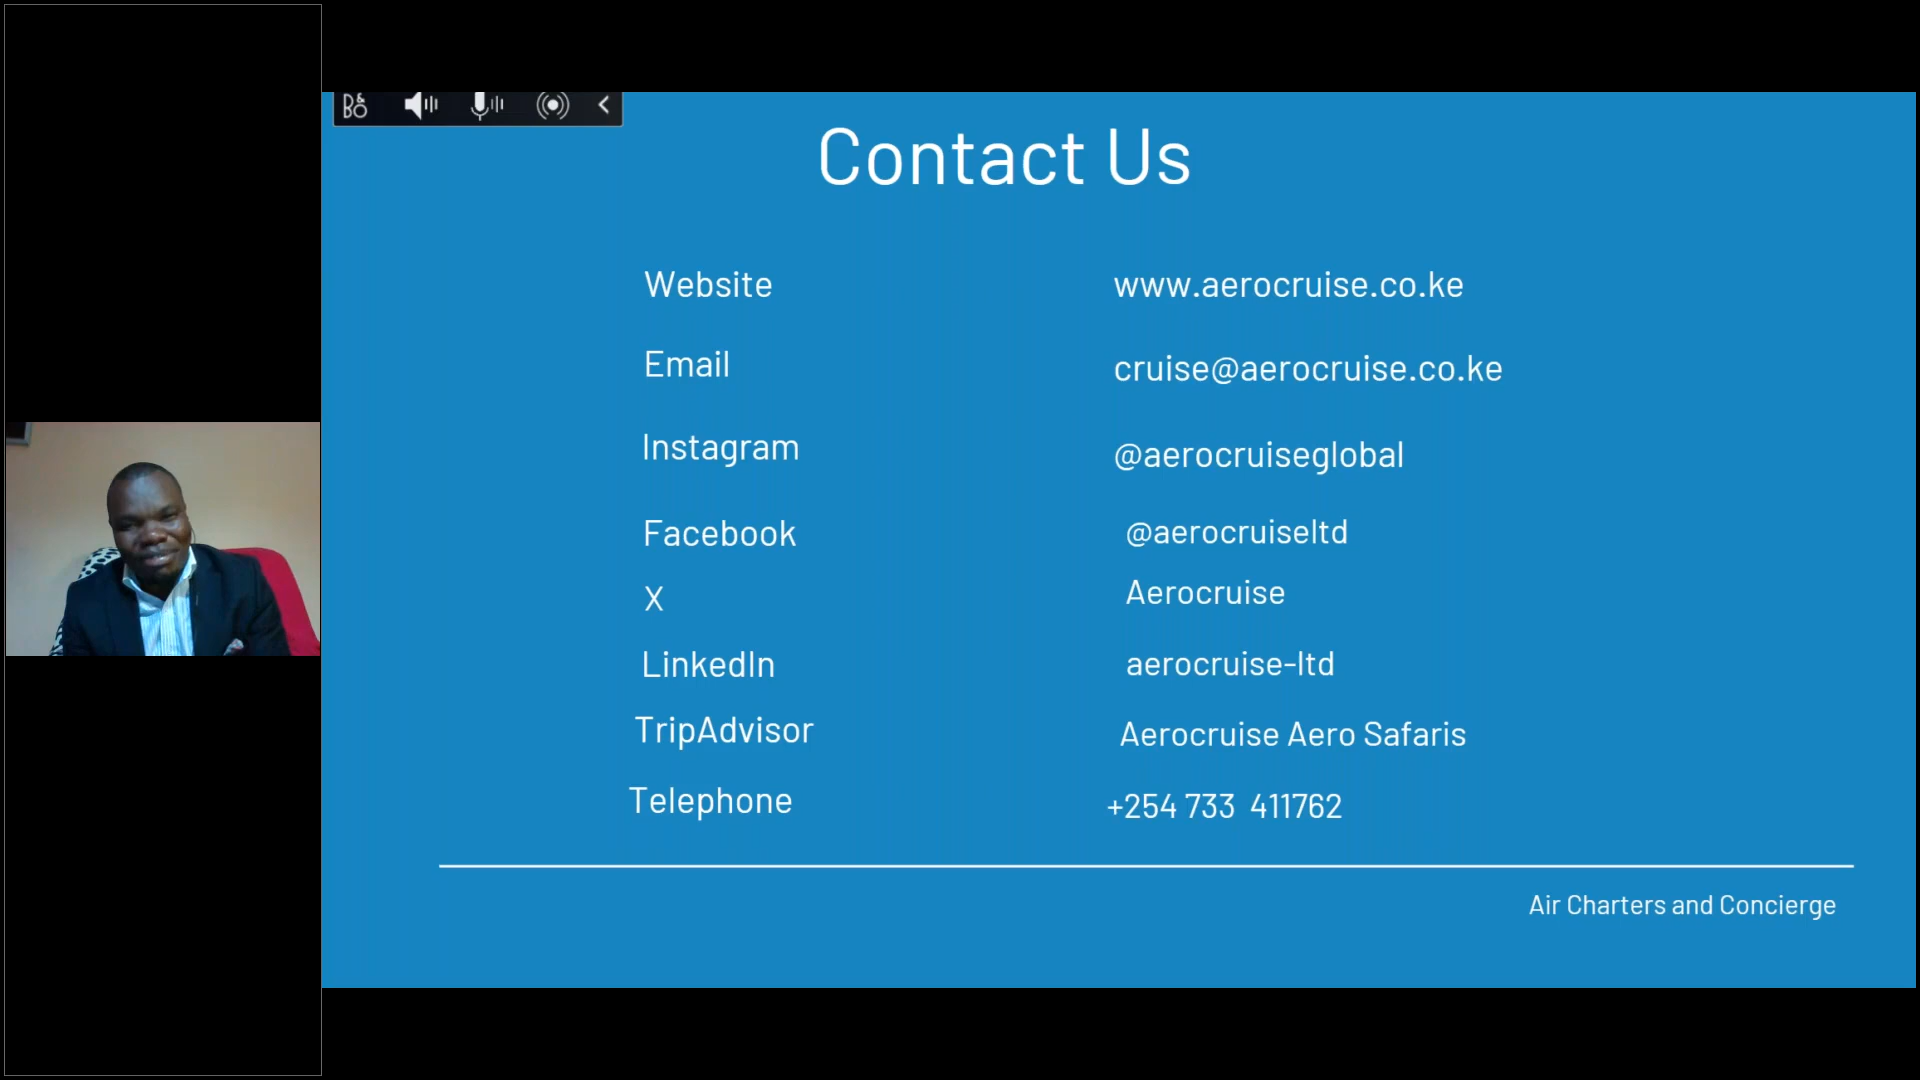 B&O
Contact Us
Website www.aerocruise.co.ke
Email cruise@aerocruise.co.ke
Instagram @aerocruiseglobal
Facebook @aerocruiseltd
X Aerocruise
LinkedIn aerocruise-ltd
TripAdvisor Aerocruise Aero Safaris
Telephone +254 733 411762
Air Charters and Concierge